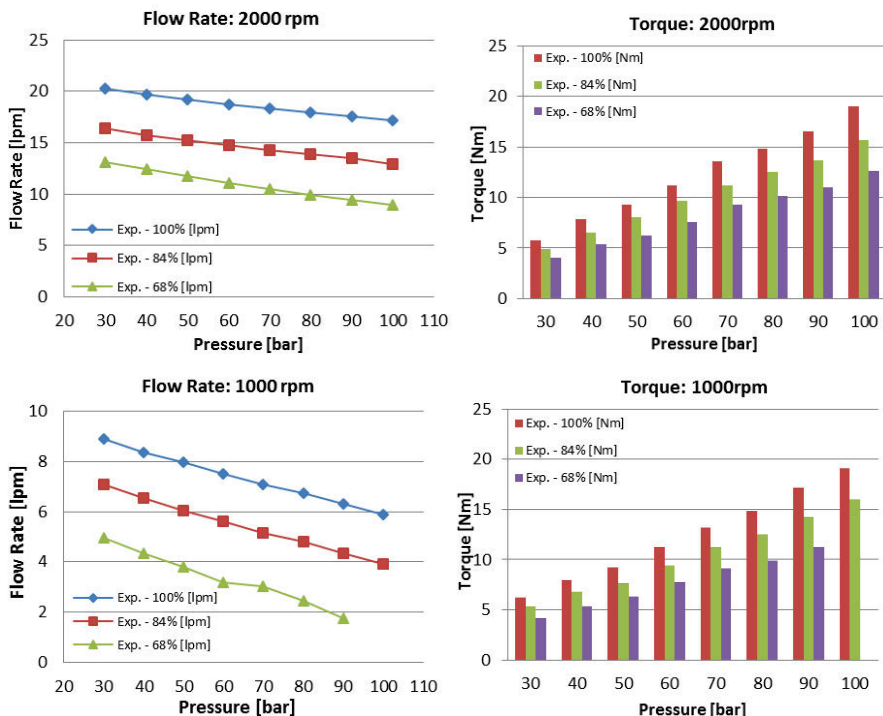 Flow Rate: 2000 rpm
Flow Rate [lpm]
25
20
15
10
5
0
Exp. - 100% [lpm]
Exp. - 84% [lpm]
Exp. - 68% [lpm]
20 30 40 50 60 70 80 90 100 110
Pressure [bar]
Torque: 2000rpm
Torque [Nm]
25
20
15
10
5
0
Exp. - 100% [Nm]
Exp. - 84% [Nm]
Exp. - 68% [Nm]
30 40 50 60 70 80 90 100
Pressure [bar]
Flow Rate: 1000 rpm
Flow Rate [lpm]
10
8
6
4
2
0
Exp. - 100% [lpm]
Exp. - 84% [lpm]
Exp. - 68% [lpm]
20 30 40 50 60 70 80 90 100 110
Pressure [bar]
Torque: 1000rpm
Torque [Nm]
25
20
15
10
5
0
Exp. - 100% [Nm]
Exp. - 84% [Nm]
Exp. - 68% [Nm]
30 40 50 60 70 80 90 100
Pressure [bar]